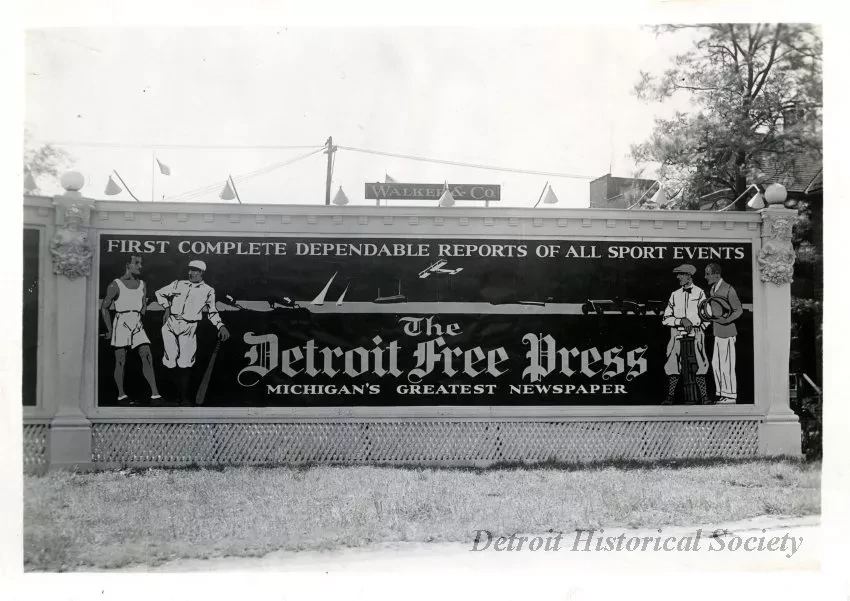 WALKER & CO
FIRST COMPLETE DEPENDABLE REPORTS OF ALL SPORT EVENTS
The
Detroit Free Press
MICHIGAN'S GREATEST NEWSPAPER
Detroit Historical Society